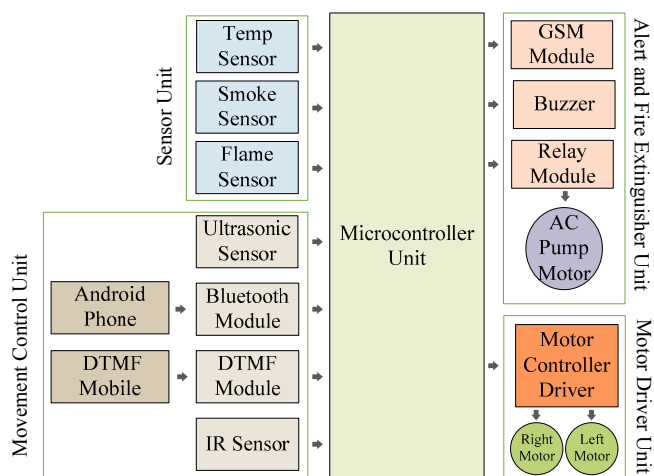 Sensor Unit
Temp
Sensor
Smoke
Sensor
Flame
Sensor
Movement Control Unit
Ultrasonic
Sensor
Android
Phone
Bluetooth
Module
DTMF
Mobile
DTMF
Module
IR Sensor
Microcontroller
Unit
Alert and Fire Extinguisher Unit
GSM
Module
Buzzer
Relay
Module
AC
Pump
Motor
Motor Driver Unit
Motor
Controller
Driver
Right
Motor
Left
Motor